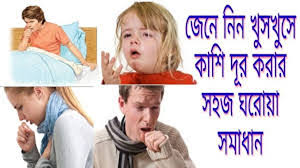 জেনে নিন খুসখুসে
কাশি দূর করার
সহজ ঘরোয়া
সমাধান